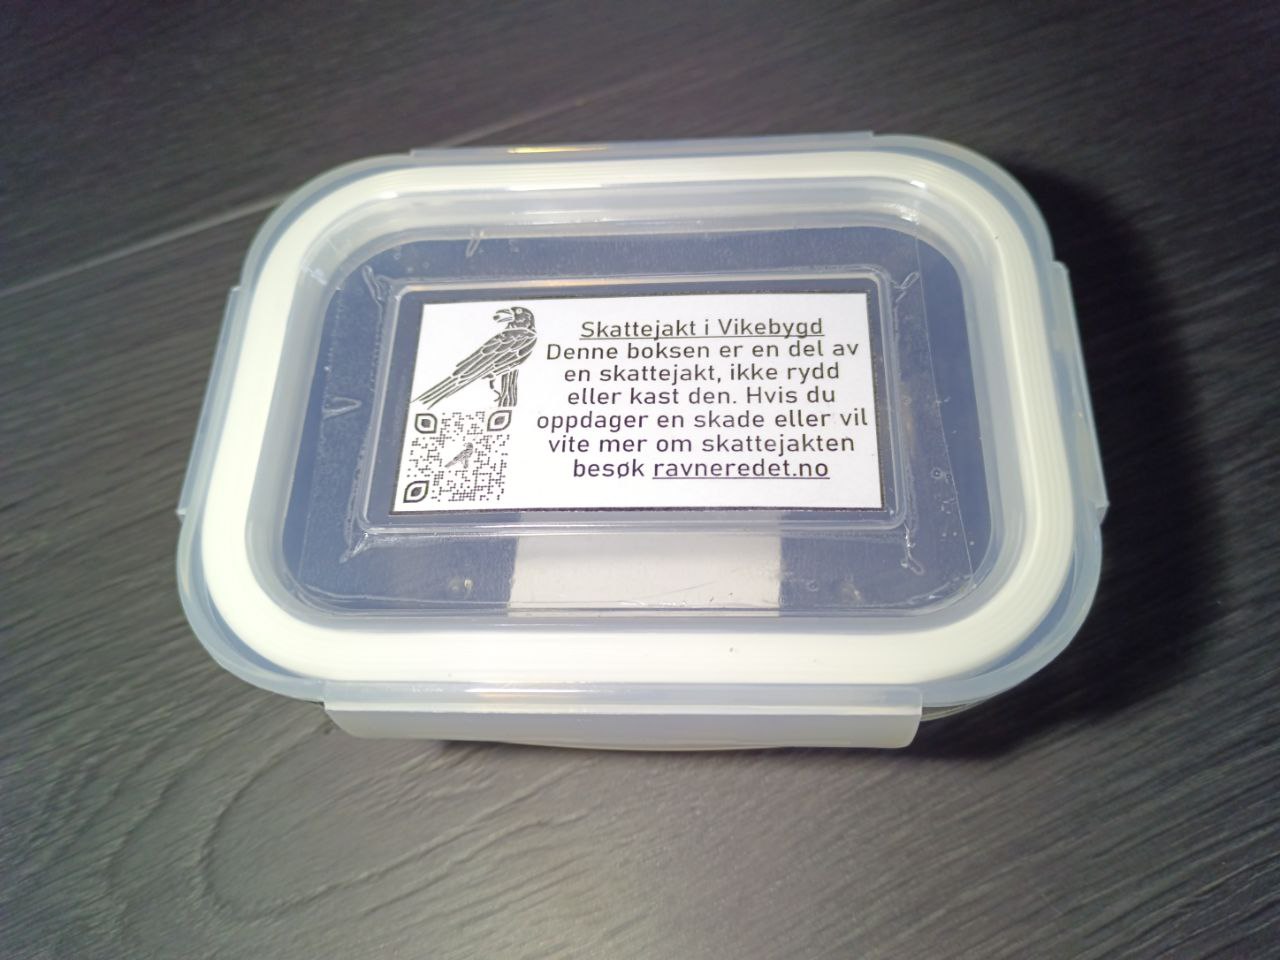 Skattejakt i Vikebygd
Denne boksen er en del av
en skattejakt, ikke rydd
eller kast den. Hvis du
oppdager en skade eller vil
vite mer om skattejakten
besøk ravneredet.no